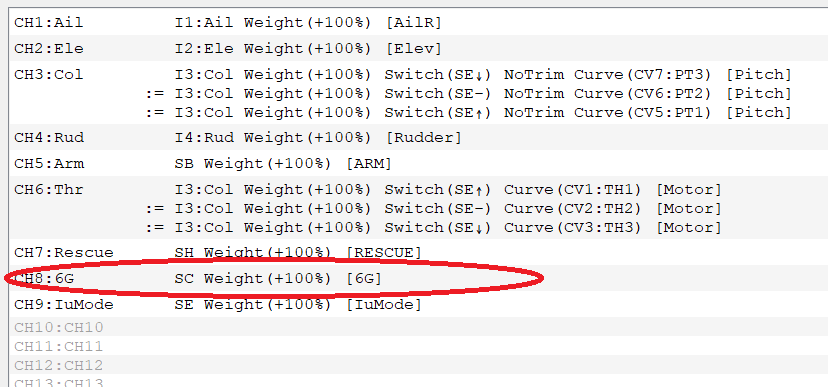 CH1:Ail I1:Ail Weight(+100%) [AilR]
CH2:Ele I2:Ele Weight(+100%) [Elev]
CH3:Col I3:Col Weight(+100%) Switch(SE↓) NoTrim Curve(CV7:PT3) [Pitch]
:= I3:Col Weight(+100%) Switch(SE-) NoTrim Curve(CV6:PT2) [Pitch]
:= I3:Col Weight(+100%) Switch(SE↑) NoTrim Curve(CV5:PT1) [Pitch]
CH4:Rud I4:Rud Weight(+100%) [Rudder]
CH5:Arm SB Weight(+100%) [ARM]
CH6:Thr I3:Col Weight(+100%) Switch(SE↑) Curve(CV1:TH1) [Motor]
:= I3:Col Weight(+100%) Switch(SE-) Curve(CV2:TH2) [Motor]
:= I3:Col Weight(+100%) Switch(SE↓) Curve(CV3:TH3) [Motor]
CH7:Rescue SH Weight(+100%) [RESCUE]
CH8:6G SC Weight(+100%) [6G]
CH9:IuMode SE Weight(+100%) [IuMode]
CH10:CH10
CH11:CH11
CH12:CH12
CH13:CH13